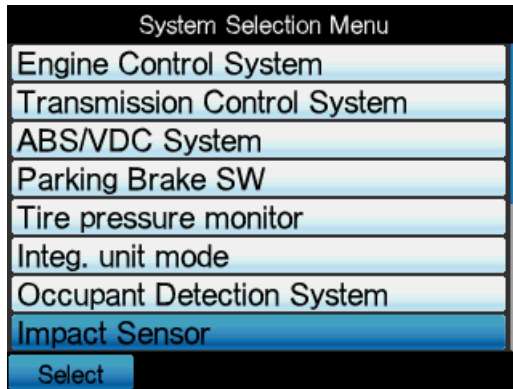 System Selection Menu
Engine Control System
Transmission Control System
ABS/VDC System
Parking Brake SW
Tire pressure monitor
Integ. unit mode
Occupant Detection System
Impact Sensor
Select